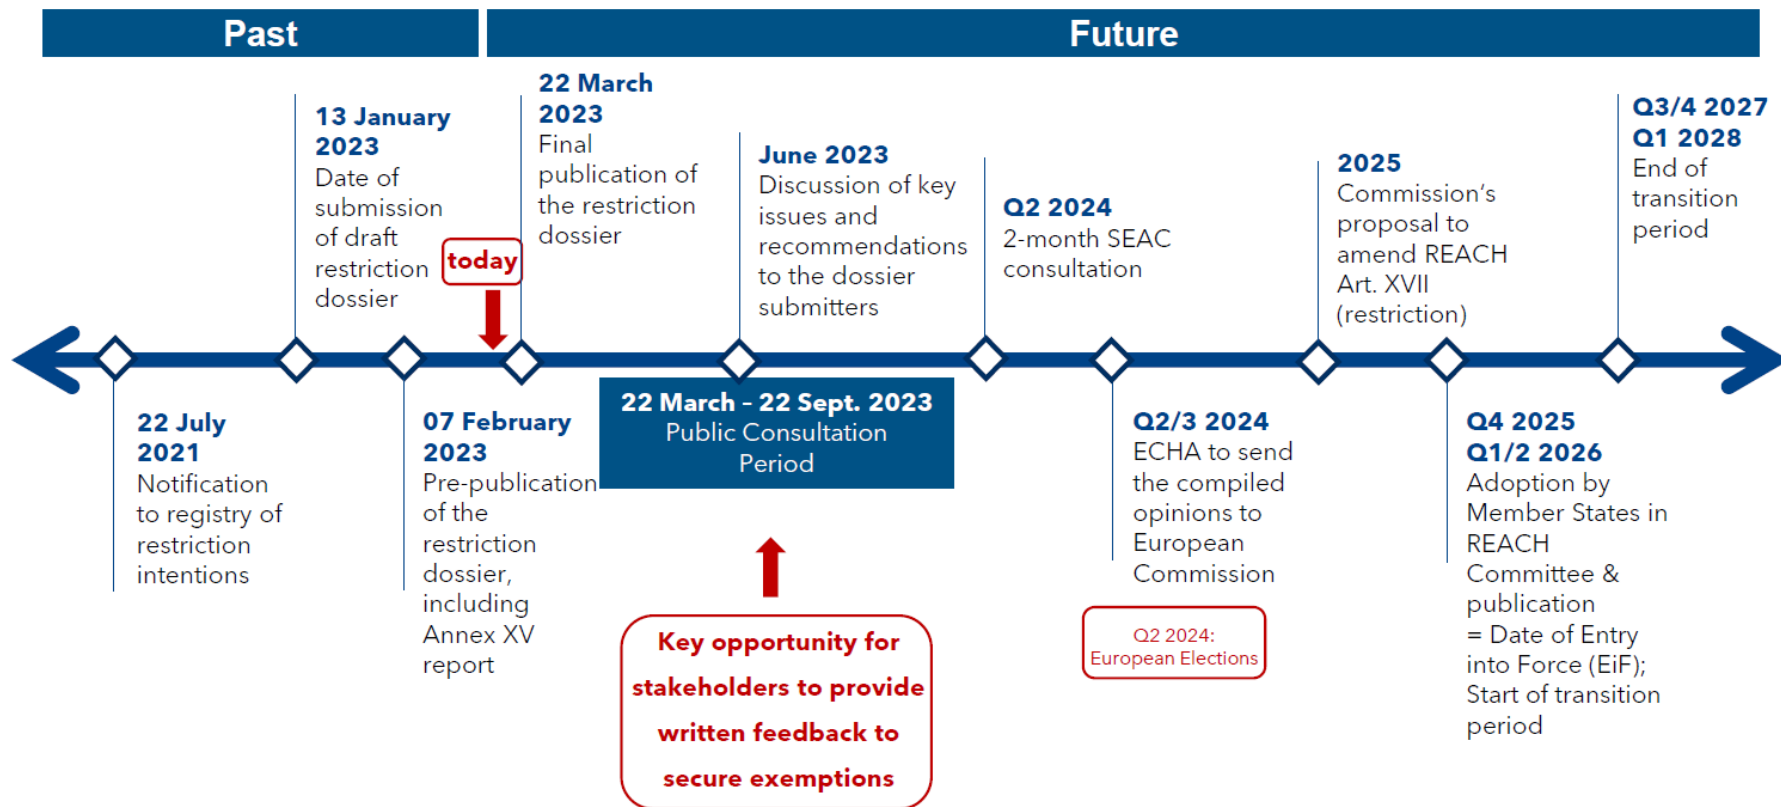 Past
Future
13 January
2023
Date of
submission
of draft
restriction
dossier
today
22 March
2023
Final
publication of
the restriction
dossier
June 2023
Discussion of key
issues and
recommendations
to the dossier
submitters
Q2 2024
2-month SEAC
consultation
2025
Commission‘s
proposal to
amend REACH
Art. XVII
(restriction)
Q3/4 2027
Q1 2028
End of
transition
period
22 July
2021
Notification
to registry of
restriction
intentions
07 February
2023
Pre-publication
of the
restriction
dossier,
including
Annex XV
report
22 March – 22 Sept. 2023
Public Consultation
Period
Key opportunity for
stakeholders to provide
written feedback to
secure exemptions
Q2/3 2024
ECHA to send
the compiled
opinions to
European
Commission
Q2 2024:
European Elections
Q4 2025
Q1/2 2026
Adoption by
Member States in
REACH
Committee &
publication
= Date of Entry
into Force (EiF);
Start of transition
period